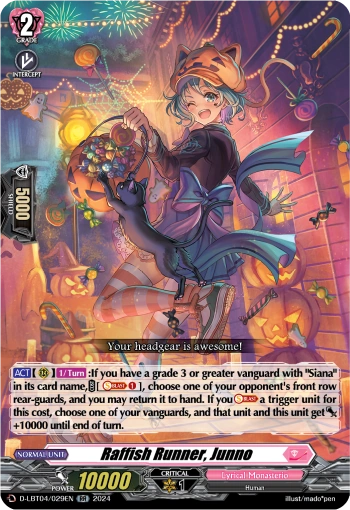 2
GRADE
INTERCEPT
5000
SHIELD
Your headgear is awesome!
ACT 1/Turn :If you have a grade 3 or greater vanguard with "Siana"
in its card name, [S BLAST 1], choose one of your opponent's front row
rear-guards, and you may return it to hand. If you S BLAST a trigger unit for
this cost, choose one of your vanguards, and that unit and this unit get
+10000 until end of turn.
NORMAL UNIT
Raffish Runner, Junno
POWER 10000
CRITICAL
1
Lyrical Monasterio
Human
D-LBT04/029EN RR 2024
illust/mado*pen